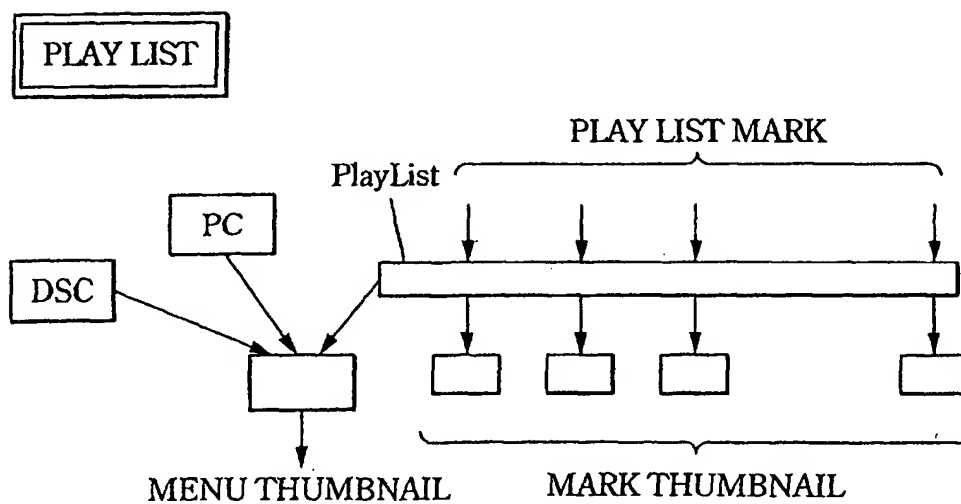 PLAY LIST
PLAY LIST MARK
PlayList
PC
DSC
MENU THUMBNAIL
MARK THUMBNAIL